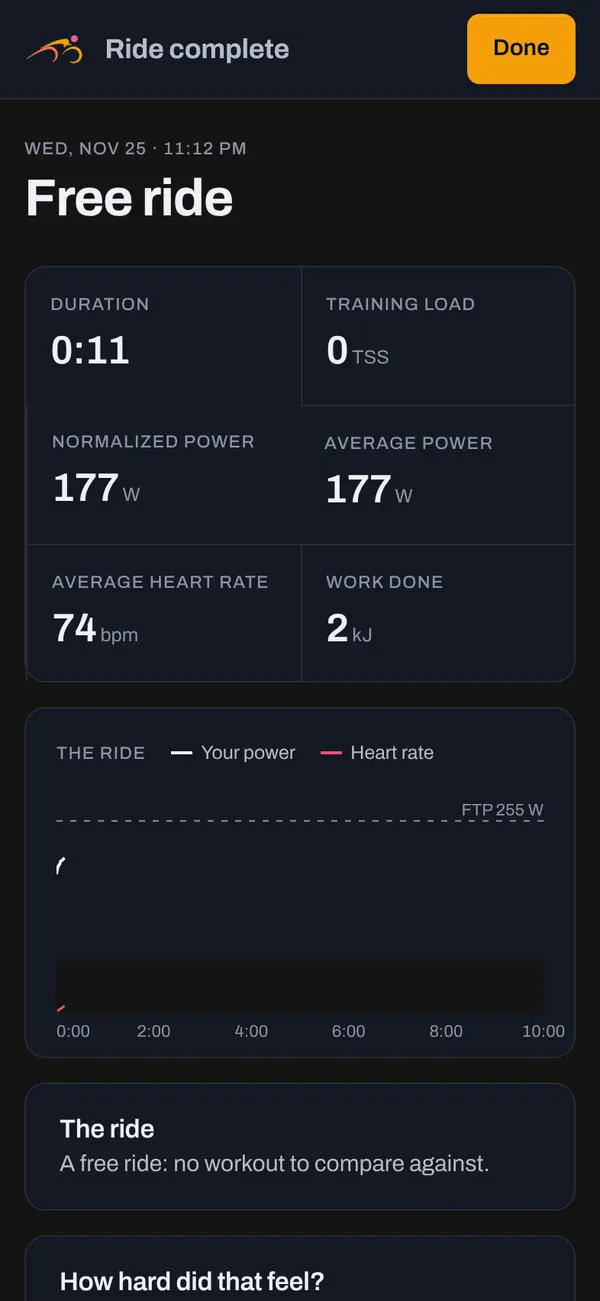 Ride complete
Done
WED, NOV 25 · 11:12 PM
Free ride
DURATION
0:11
TRAINING LOAD
0 TSS
NORMALIZED POWER
177 W
AVERAGE POWER
177 W
AVERAGE HEART RATE
74 bpm
WORK DONE
2 kJ
THE RIDE Your power Heart rate
FTP 255 W
0:00 2:00 4:00 6:00 8:00 10:00
The ride
A free ride: no workout to compare against.
How hard did that feel?